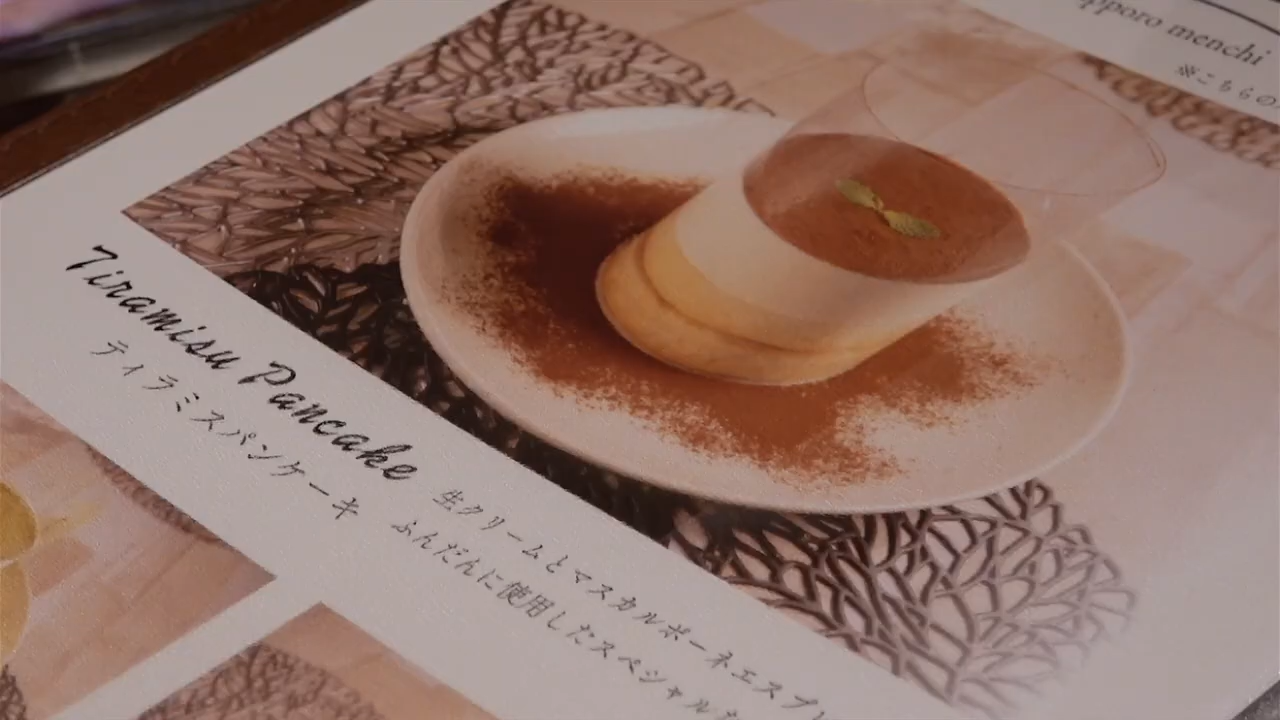 pporo menchi
※こちらの
Tiramisu Pancake
ティラミスパンケーキ
生クリームとマスカルポーネエスプレ
ふんだんに使用したスペシャル